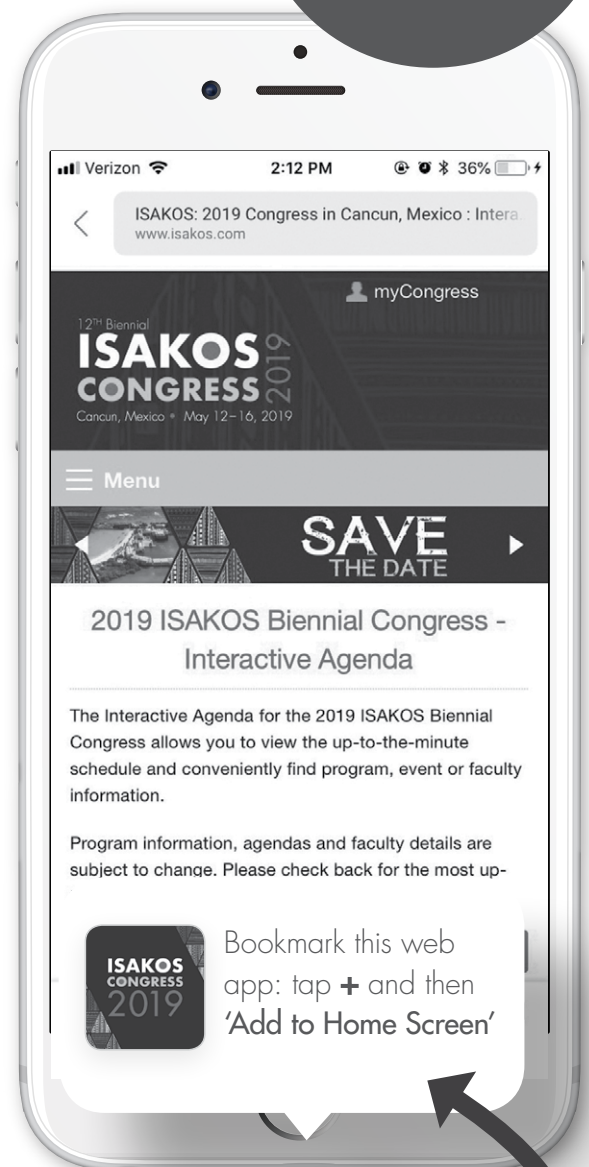 Verizon 2:12 PM 36%
ISAKOS: 2019 Congress in Cancun, Mexico : Intera
www.isakos.com
myCongress
12TH Biennial
ISAKOS
CONGRESS
2019
Cancun, Mexico • May 12–16, 2019
Menu
SAVE
THE DATE
2019 ISAKOS Biennial Congress -
Interactive Agenda
The Interactive Agenda for the 2019 ISAKOS Biennial
Congress allows you to view the up-to-the-minute
schedule and conveniently find program, event or faculty
information.
Program information, agendas and faculty details are
subject to change. Please check back for the most up-
ISAKOS
CONGRESS
2019
Bookmark this web
app: tap + and then
‘Add to Home Screen’